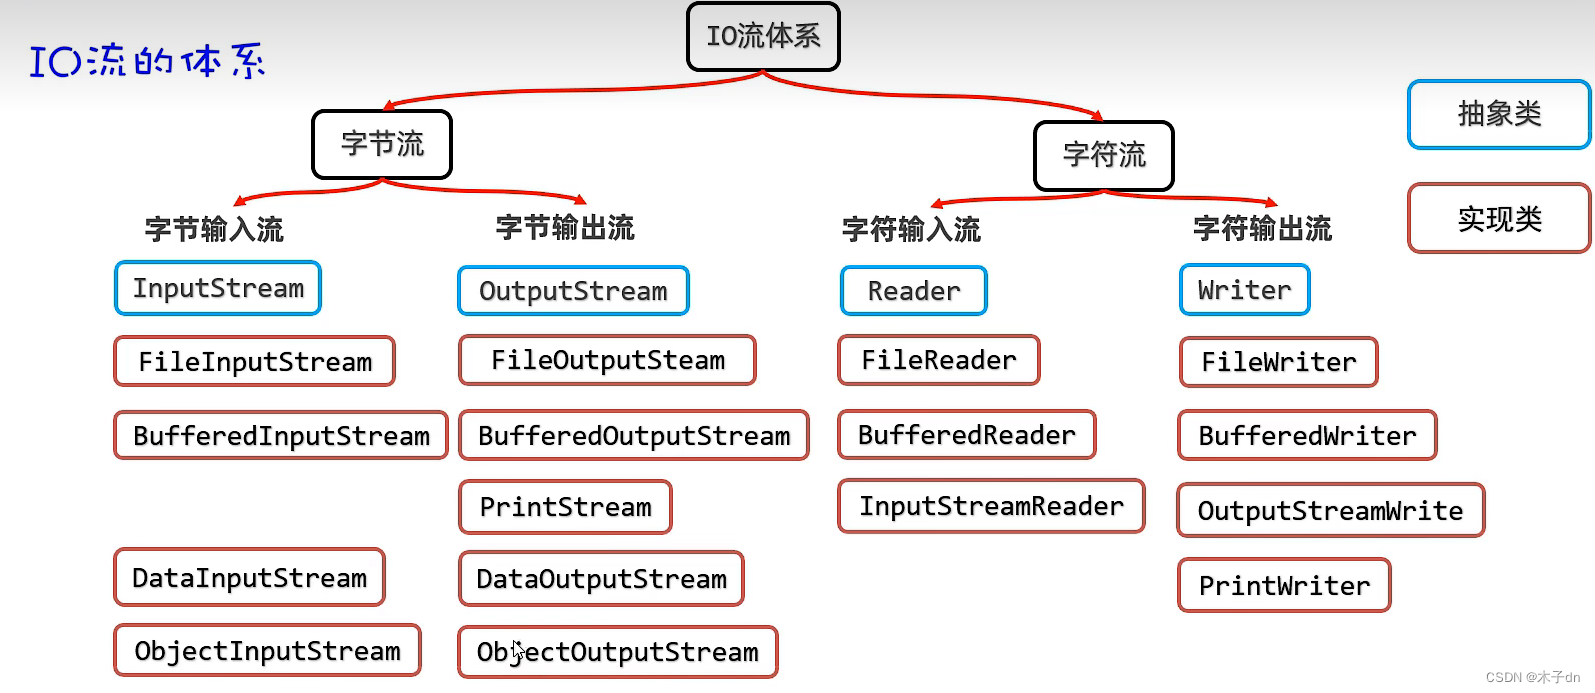 IO流体系
IO流的体系
字节流
字符流
抽象类
实现类
字节输入流
字节输出流
字符输入流
字符输出流
InputStream
OutputStream
Reader
Writer
FileInputStream
FileOutputSteam
FileReader
FileWriter
BufferedInputStream
BufferedOutputStream
BufferedReader
BufferedWriter
PrintStream
InputStreamReader
OutputStreamWrite
DataInputStream
DataOutputStream
PrintWriter
ObjectInputStream
ObjectOutputStream
CSDN @木子dn